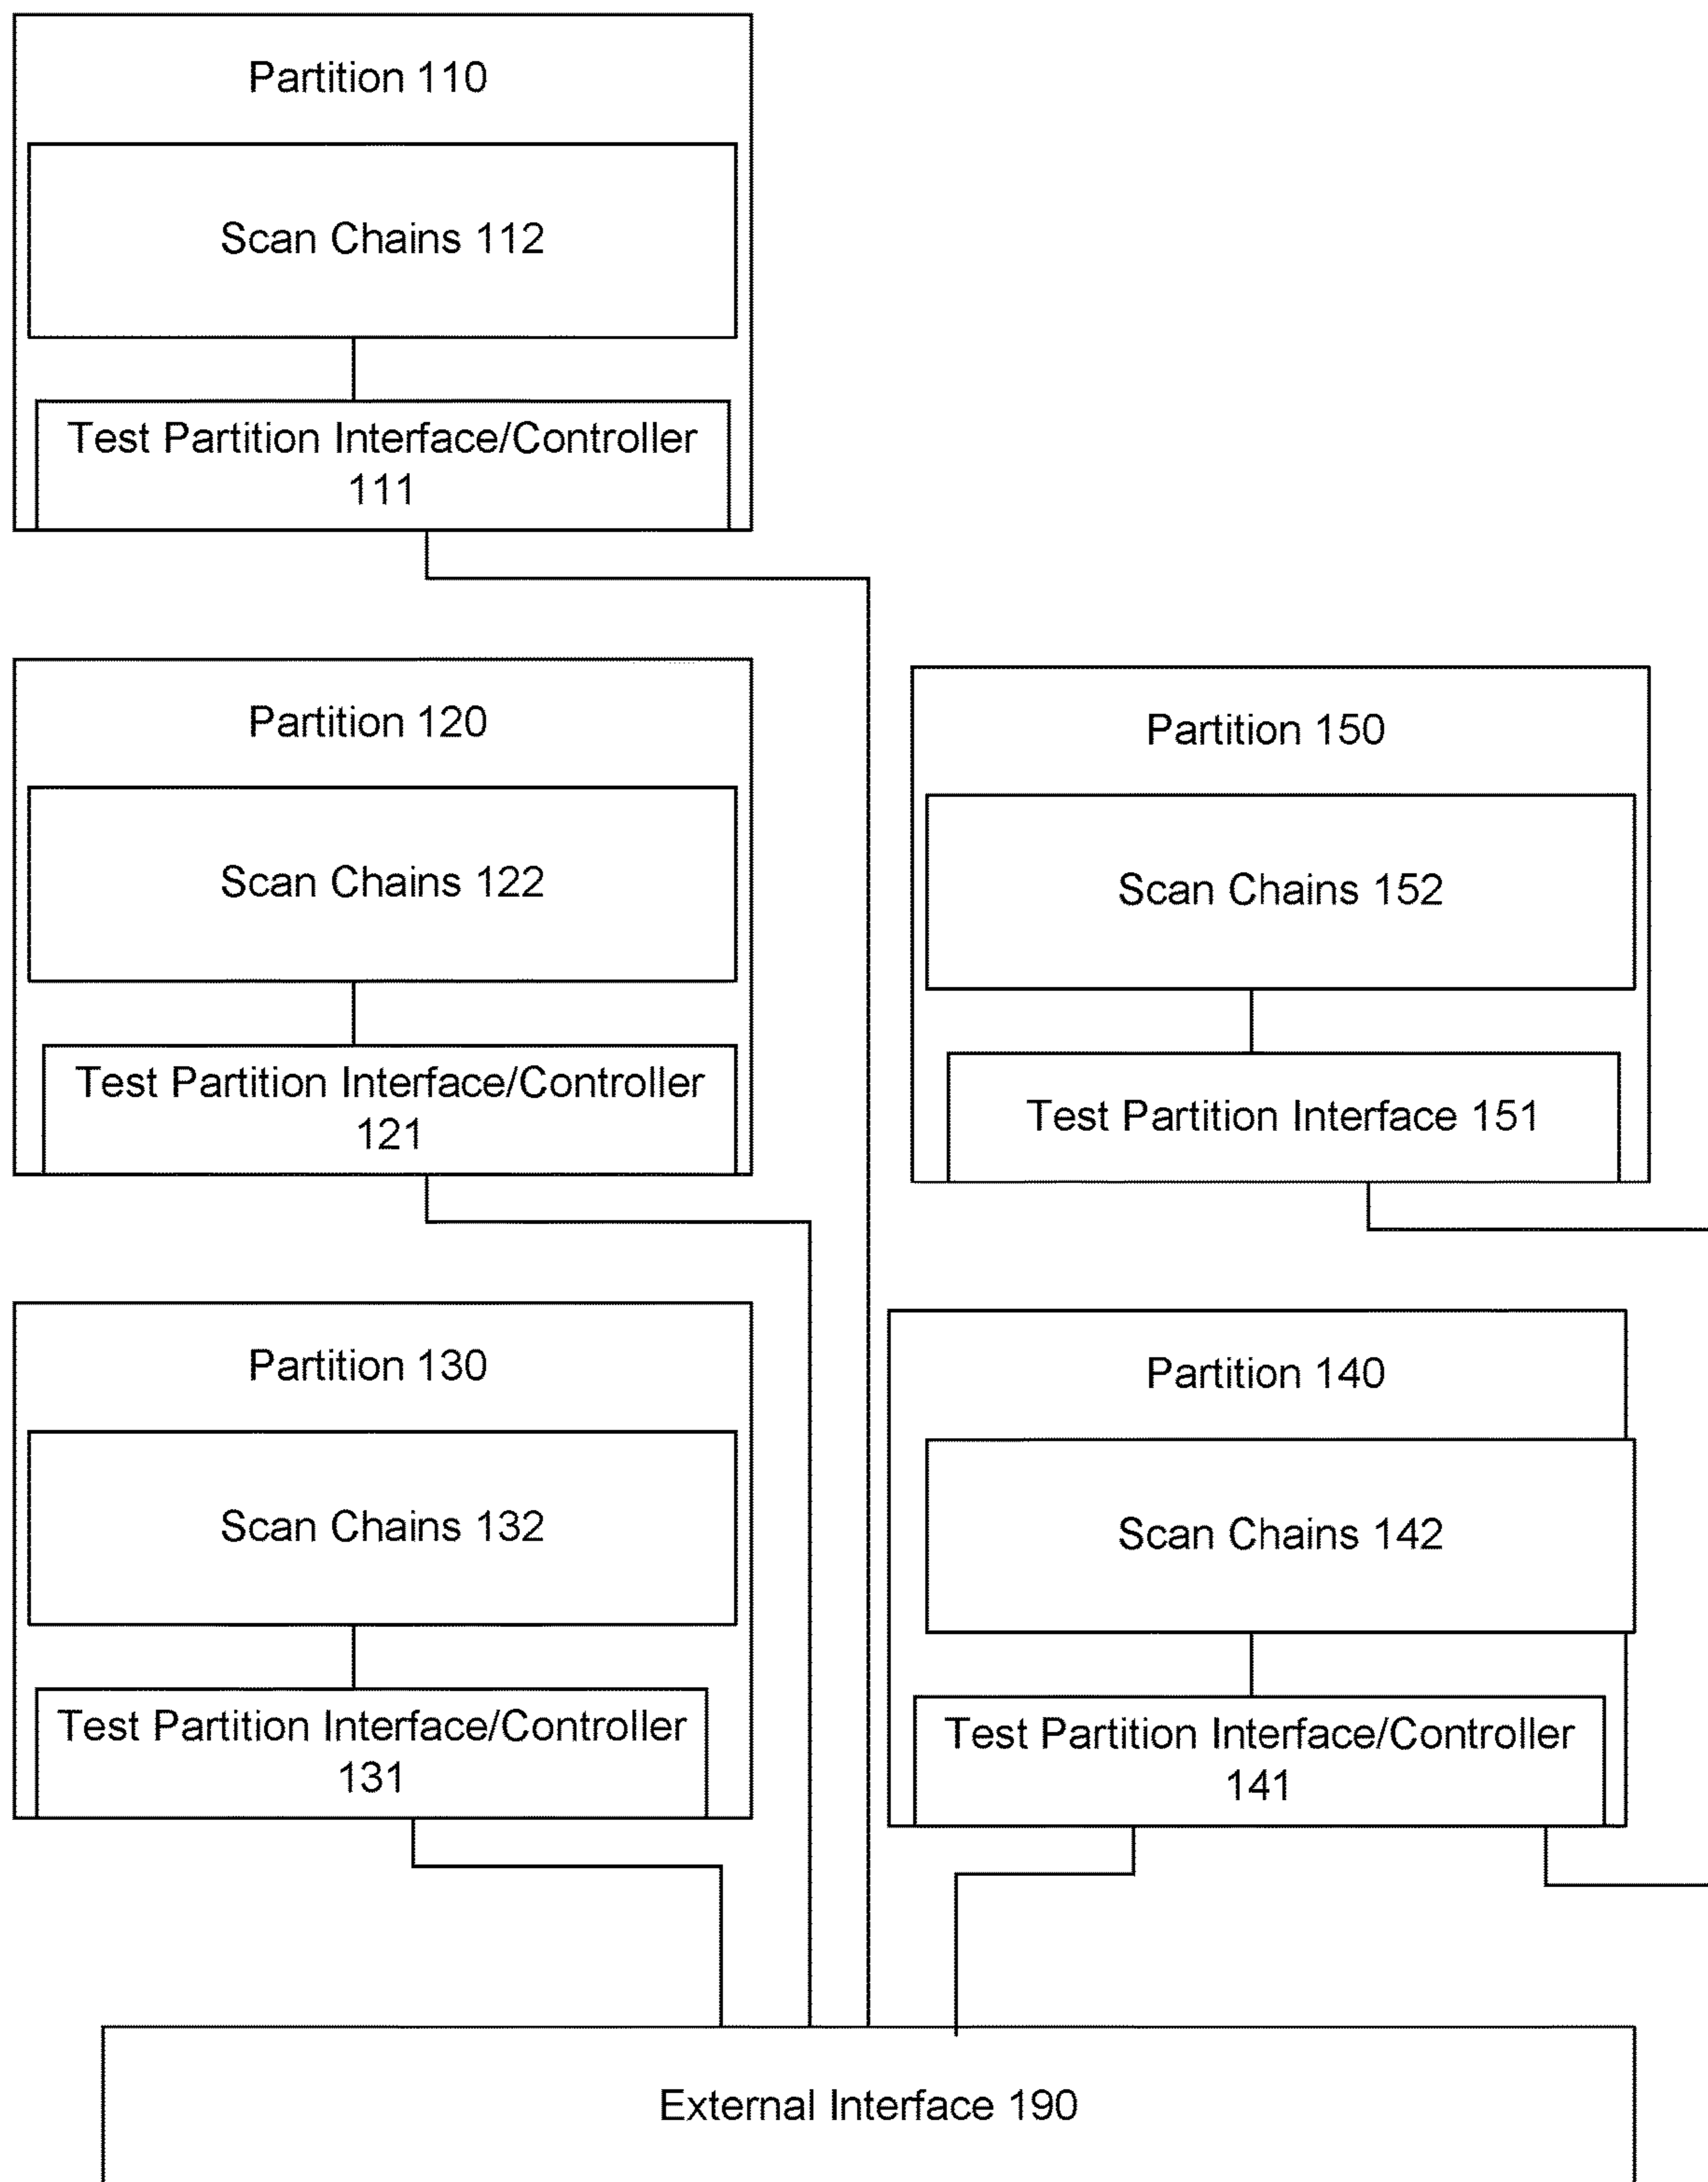 Partition 110
Scan Chains 112
Test Partition Interface/Controller
111
Partition 120
Scan Chains 122
Test Partition Interface/Controller
121
Partition 150
Scan Chains 152
Test Partition Interface 151
Partition 130
Scan Chains 132
Test Partition Interface/Controller
131
Partition 140
Scan Chains 142
Test Partition Interface/Controller
141
External Interface 190